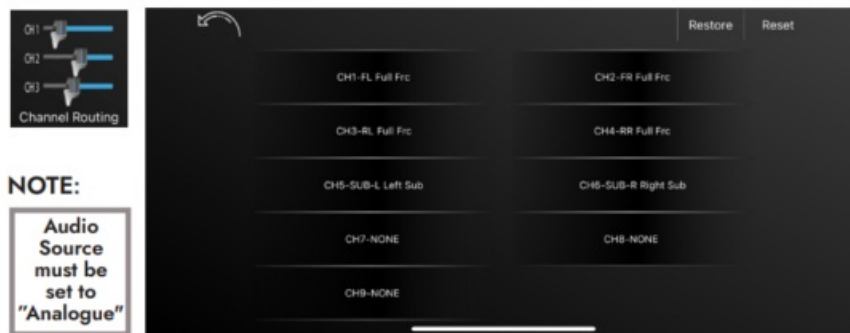 CH1
CH2
CH3
Channel Routing
NOTE:
Audio
Source
must be
set to
"Analogue"
Restore Reset
CH1-FL Full Frc CH2-FR Full Frc
CH3-RL Full Frc CH4-RR Full Frc
CH5-SUB-L Left Sub CH6-SUB-R Right Sub
CH7-NONE CH8-NONE
CH9-NONE